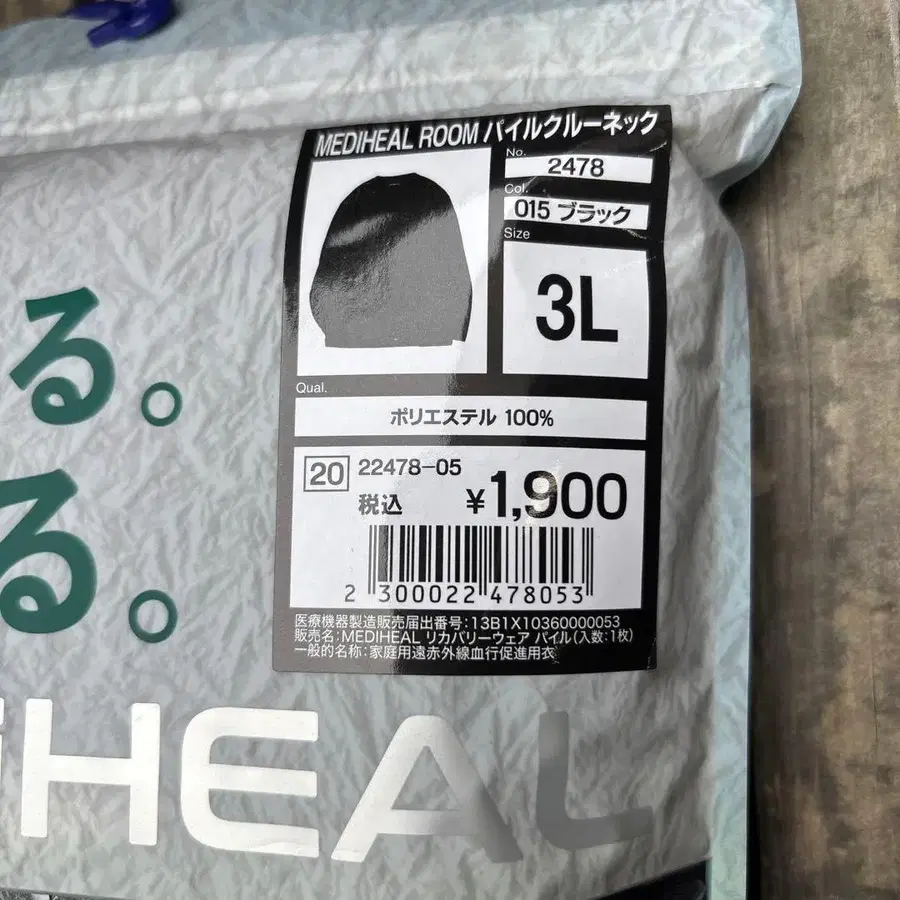 MEDIHEAL ROOM パイルクルーネック
No.
2478
Col.
015 ブラック
Size
3L
Qual.
ポリエステル 100%
20 22478-05
税込 ¥1,900
2 300022 478053
医療機器製造販売届出番号:13B1X10360000053
販売名:MEDIHEAL リカバリーウェア パイル(入数:1枚)
一般的名称:家庭用遠赤外線血行促進用衣
る。
る。
iHEAL